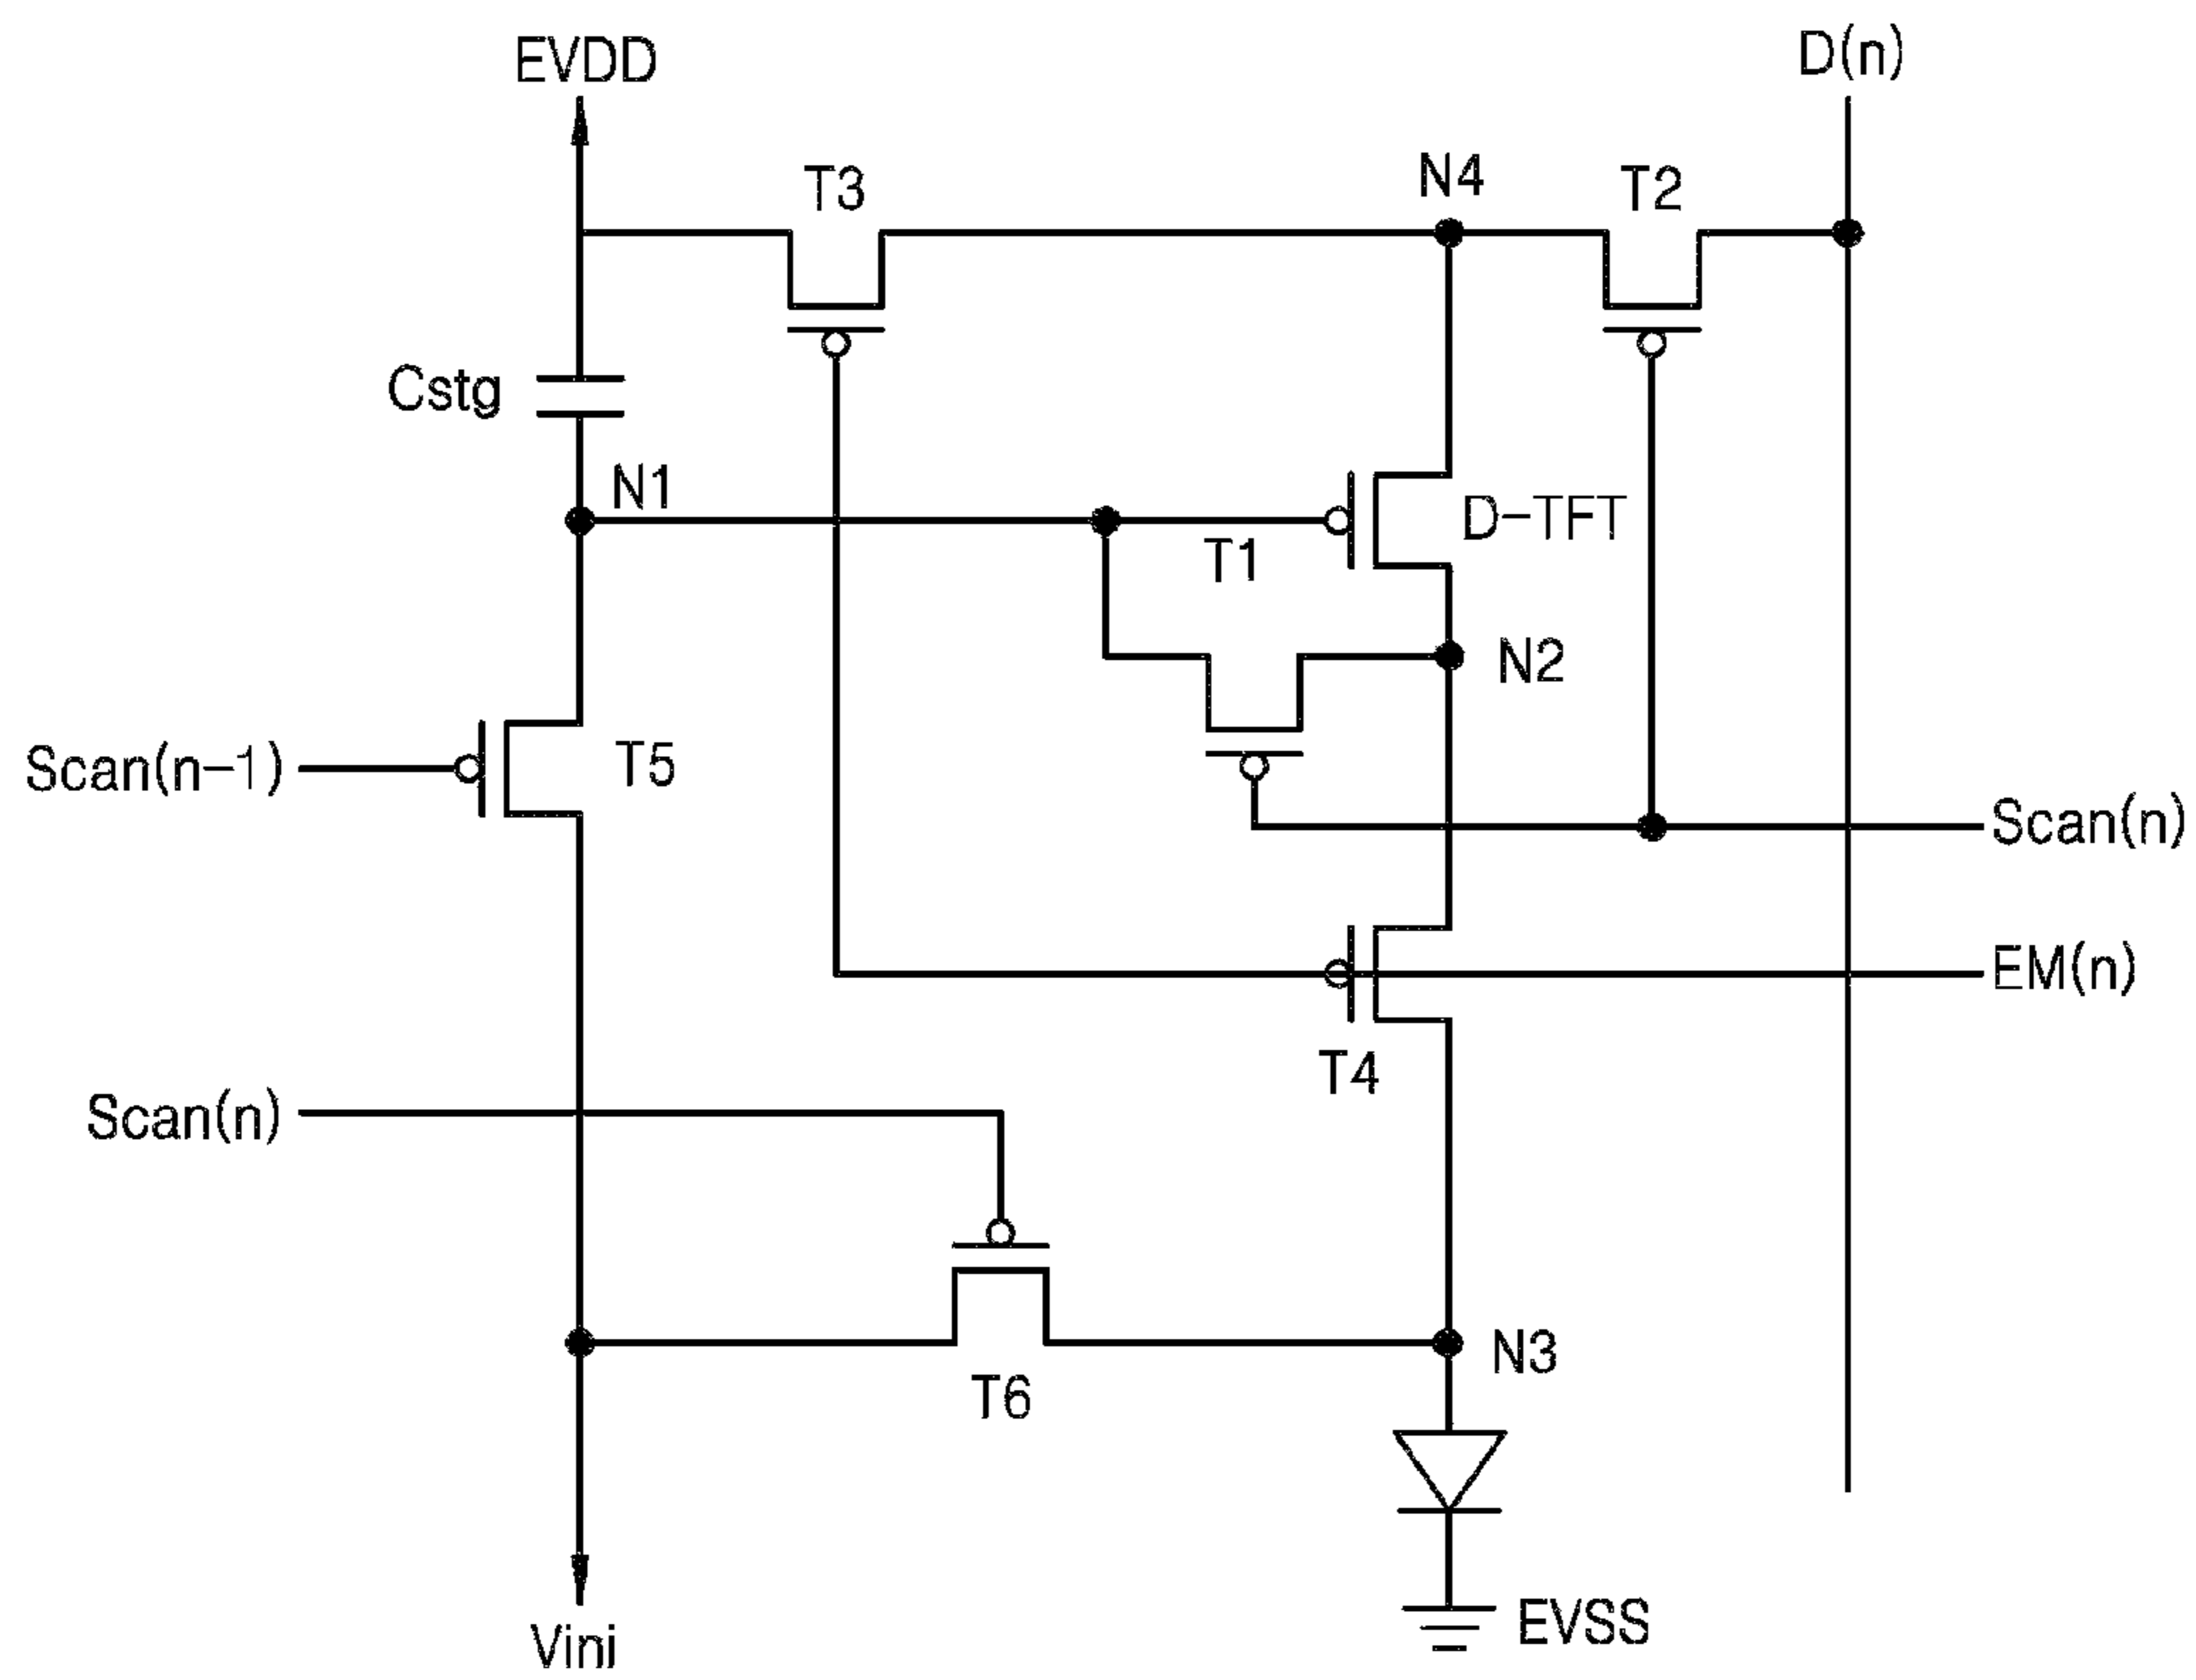 EVDD
D(n)
T3
N4
T2
Cstg
N1
T1
D-TFT
N2
Scan(n-1)
T5
Scan(n)
EM(n)
T4
Scan(n)
T6
N3
EVSS
Vini